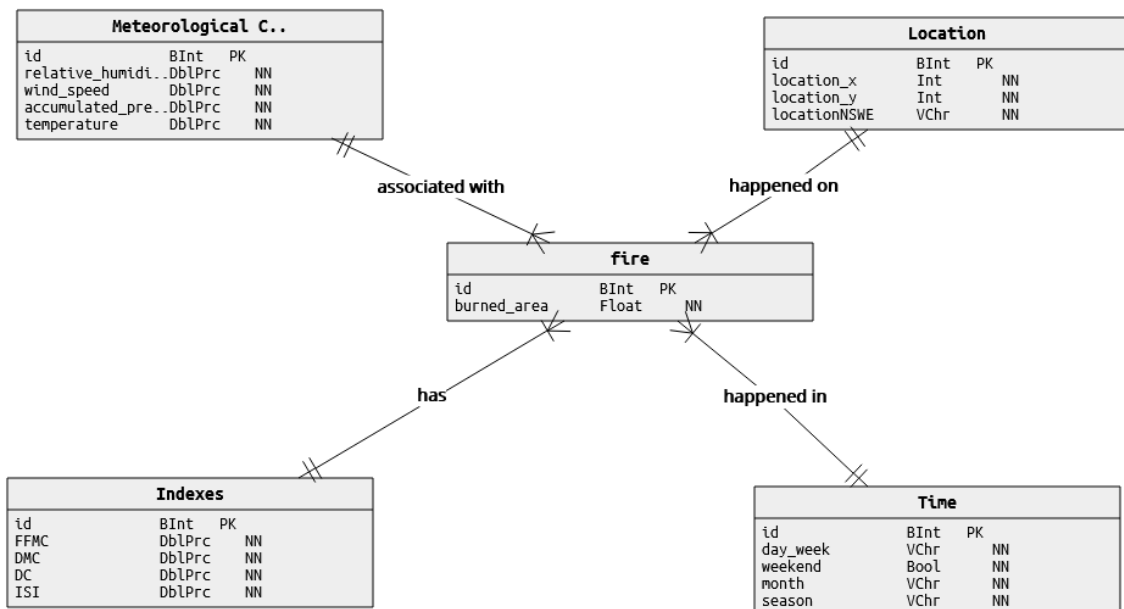 Meteorological C..
id BInt PK
relative_humidi..DblPrc NN
wind_speed DblPrc NN
accumulated_pre..DblPrc NN
temperature DblPrc NN
Location
id BInt PK
location_x Int NN
location_y Int NN
locationNSWE VChr NN
associated with
happened on
fire
id BInt PK
burned_area Float NN
has
happened in
Indexes
id BInt PK
FFMC DblPrc NN
DMC DblPrc NN
DC DblPrc NN
ISI DblPrc NN
Time
id BInt PK
day_week VChr NN
weekend Bool NN
month VChr NN
season VChr NN